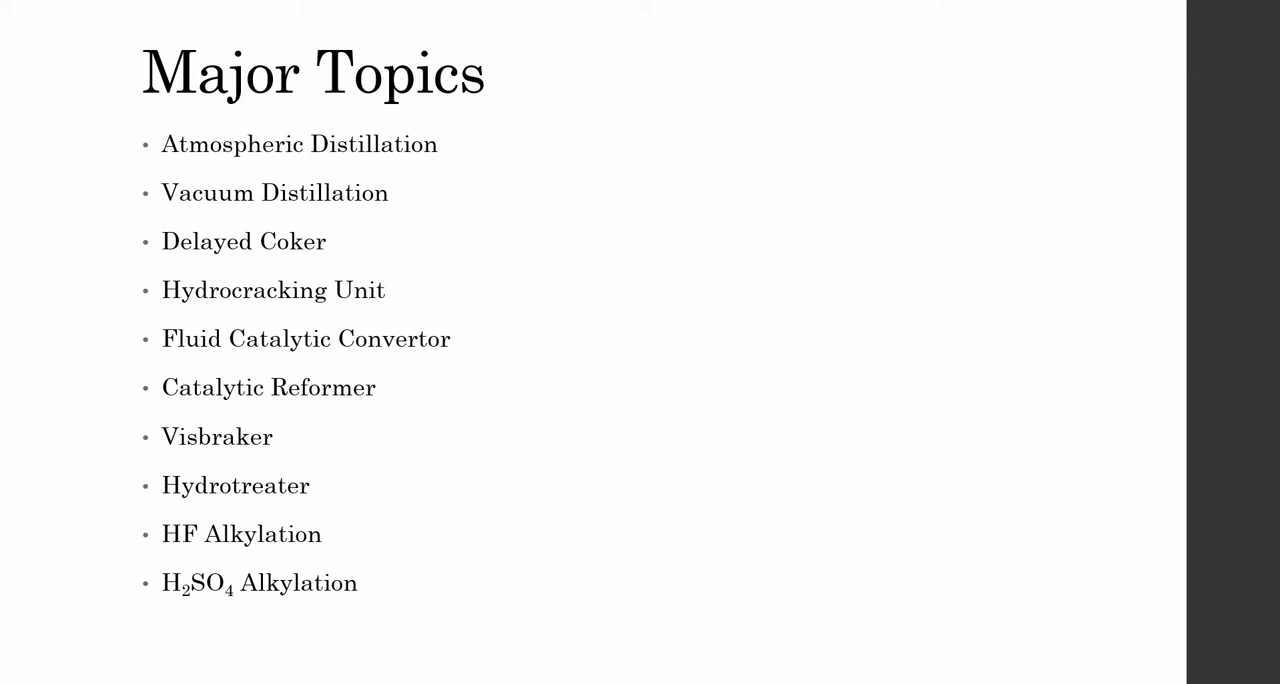 Major Topics
• Atmospheric Distillation
• Vacuum Distillation
• Delayed Coker
• Hydrocracking Unit
• Fluid Catalytic Convertor
• Catalytic Reformer
• Visbraker
• Hydrotreater
• HF Alkylation
• H₂SO₄ Alkylation